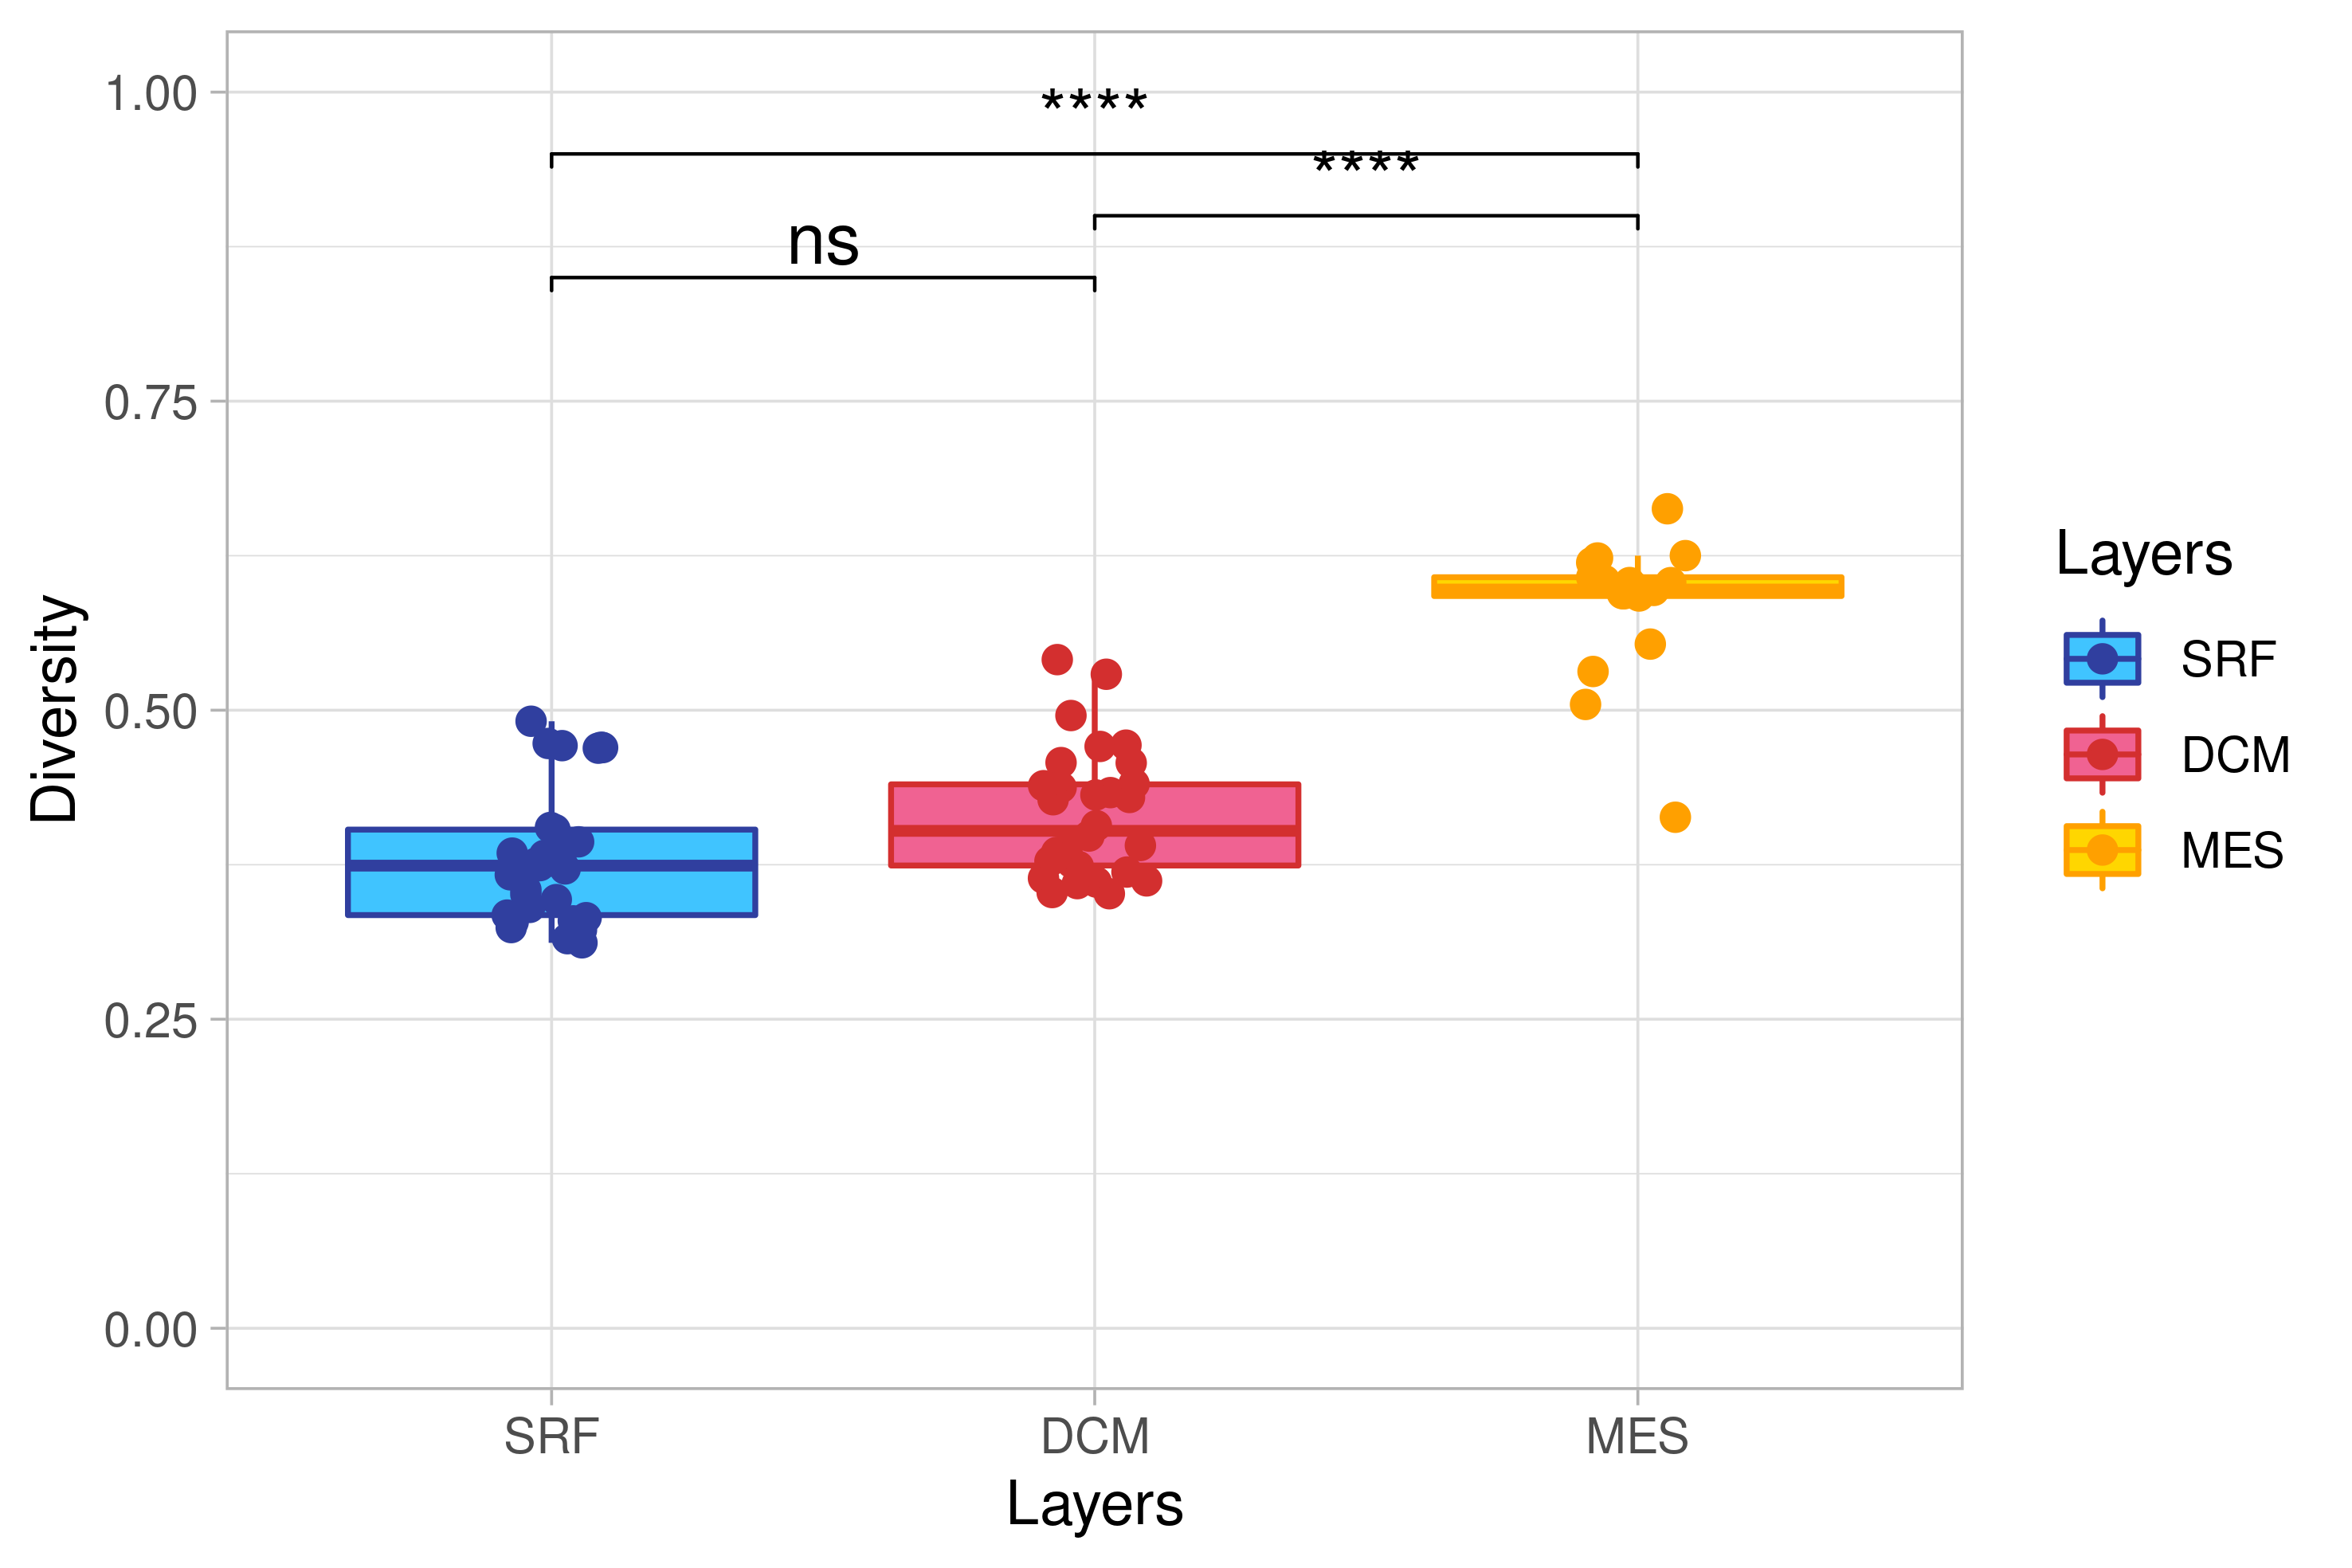 1.00
0.75
0.50
0.25
0.00
Diversity
****
****
ns
SRF
DCM
MES
Layers
Layers
SRF
DCM
MES